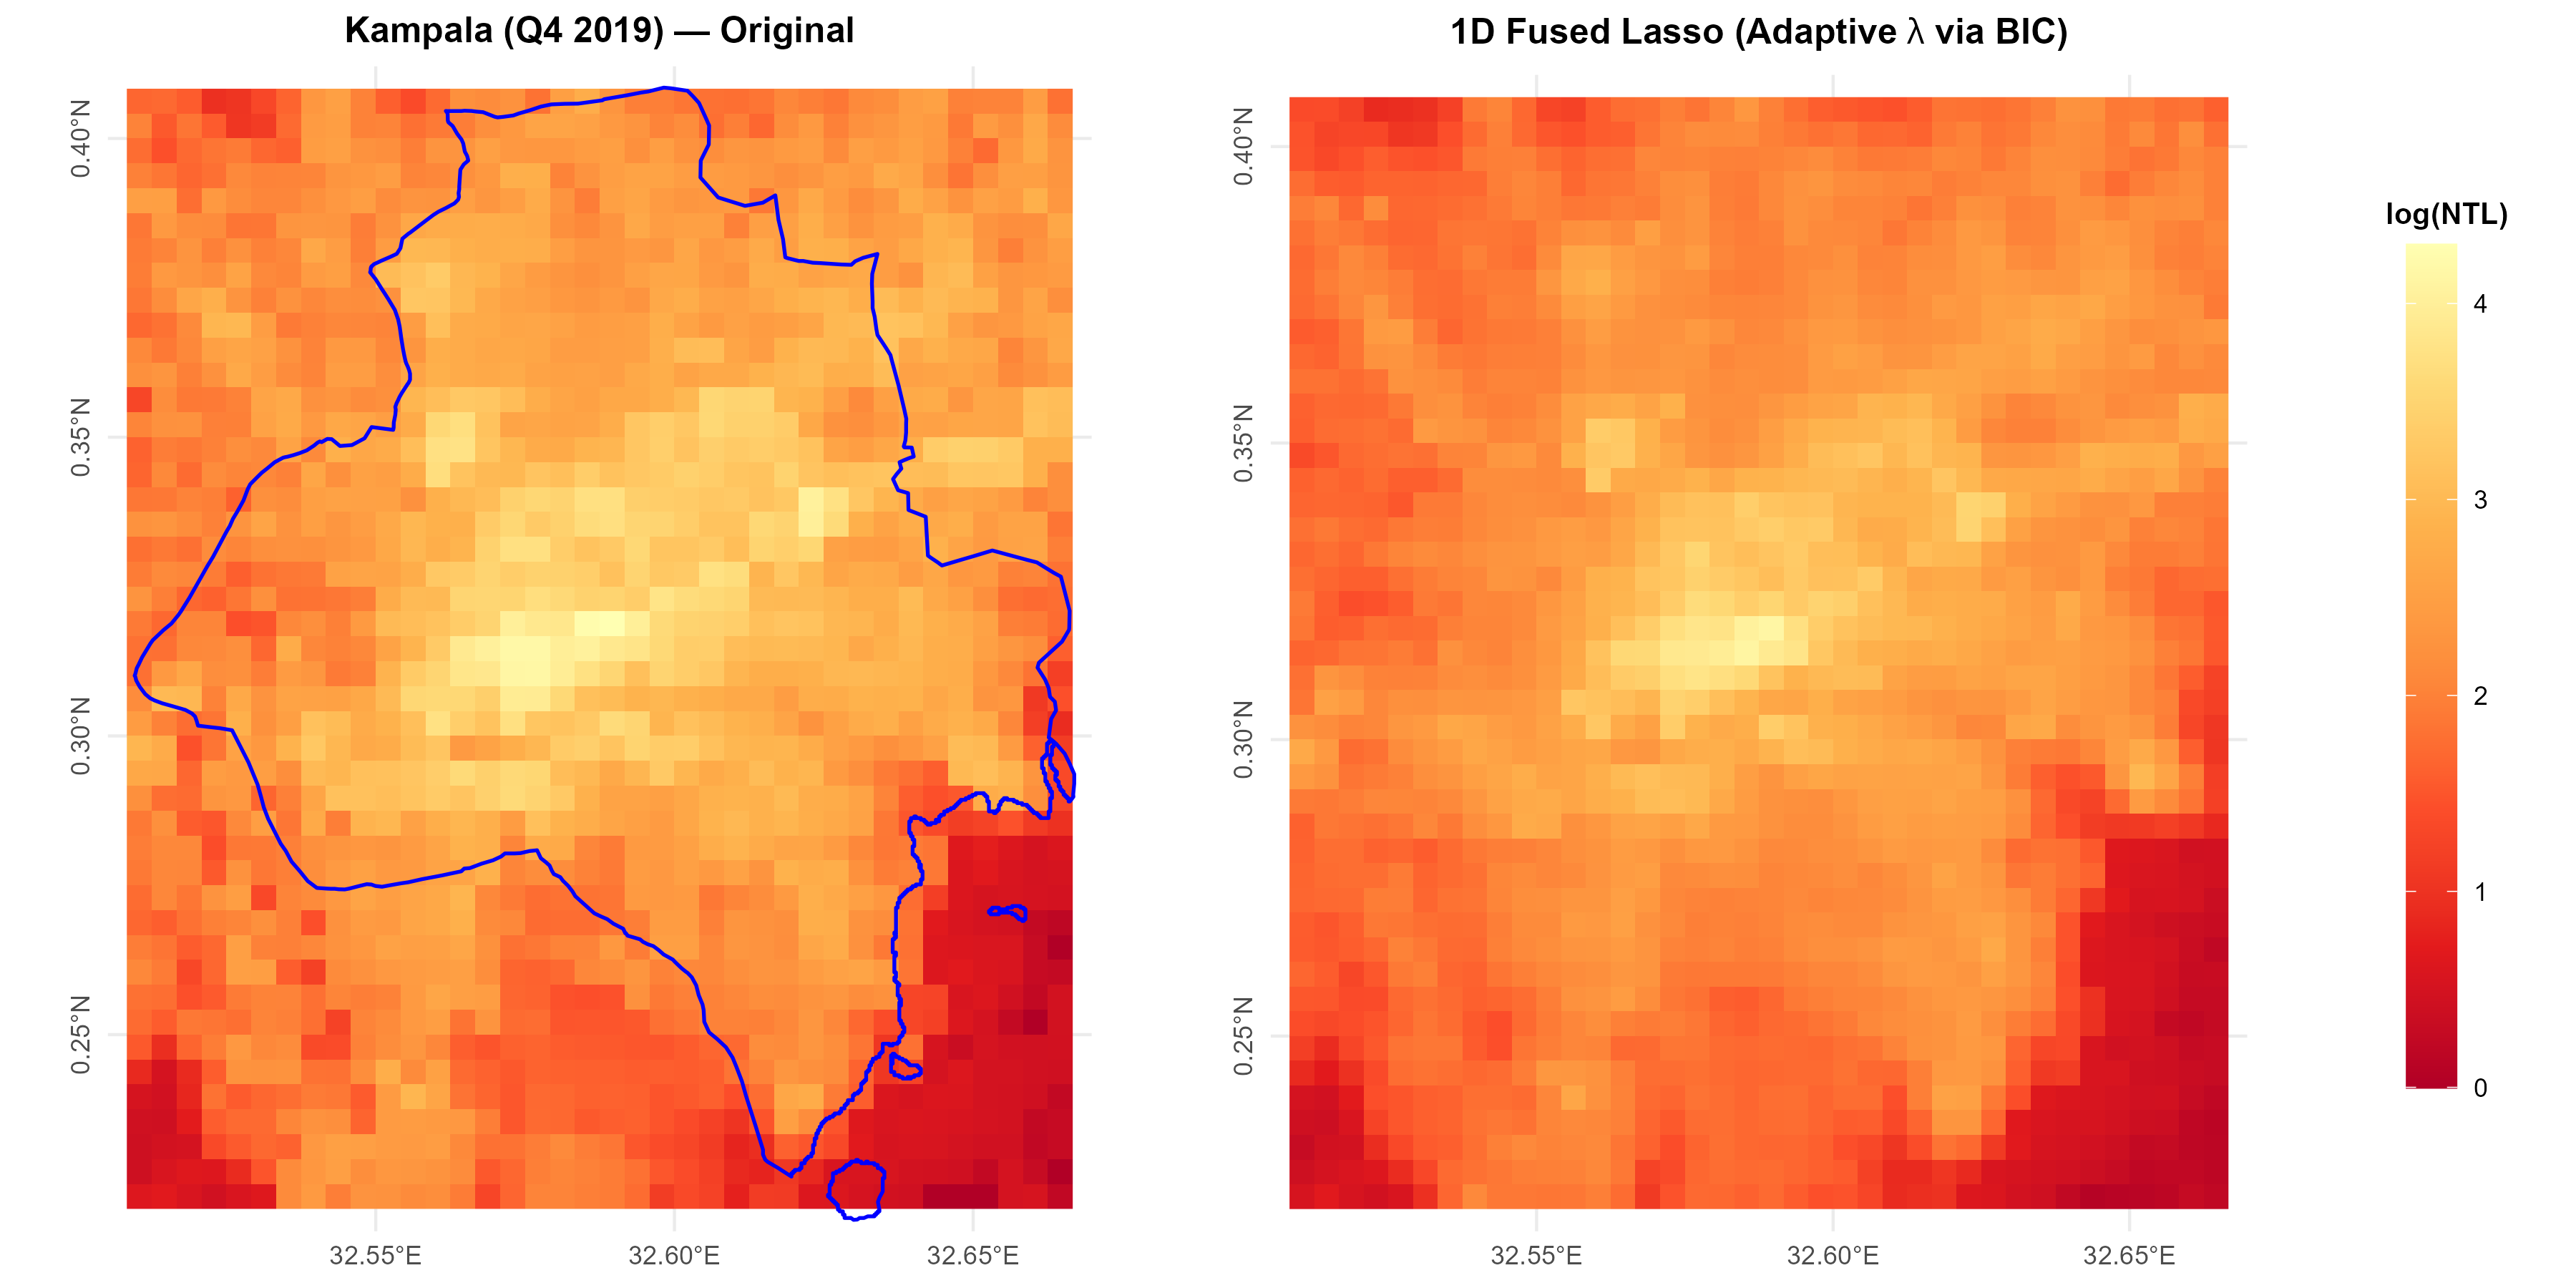 Kampala (Q4 2019) — Original
0.40°N
0.35°N
0.30°N
0.25°N
32.55°E
32.60°E
32.65°E
1D Fused Lasso (Adaptive λ via BIC)
0.40°N
0.35°N
0.30°N
0.25°N
32.55°E
32.60°E
32.65°E
log(NTL)
4
3
2
1
0